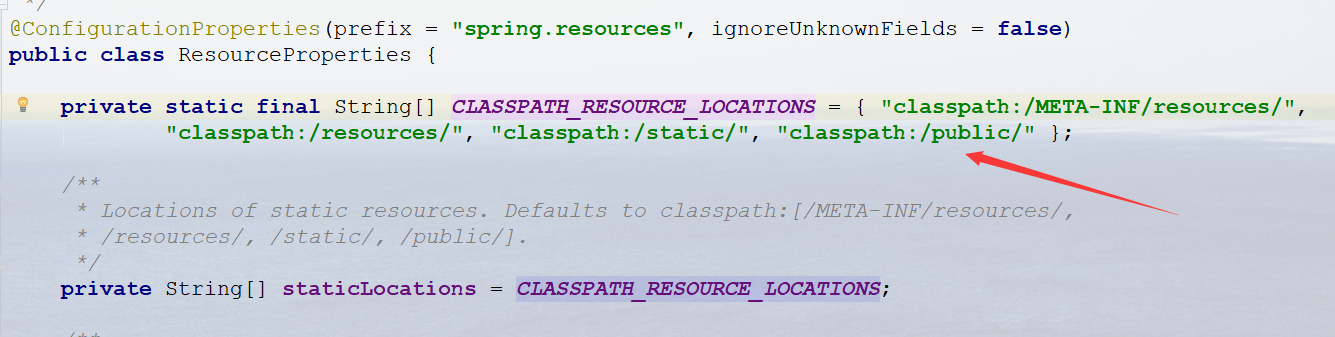 */
@ConfigurationProperties(prefix = "spring.resources", ignoreUnknownFields = false)
public class ResourceProperties {
private static final String[] CLASSPATH_RESOURCE_LOCATIONS = { "classpath:/META-INF/resources/",
"classpath:/resources/", "classpath:/static/", "classpath:/public/" };
/**
* Locations of static resources. Defaults to classpath:[/META-INF/resources/,
* /resources/, /static/, /public/].
*/
private String[] staticLocations = CLASSPATH_RESOURCE_LOCATIONS;
/**